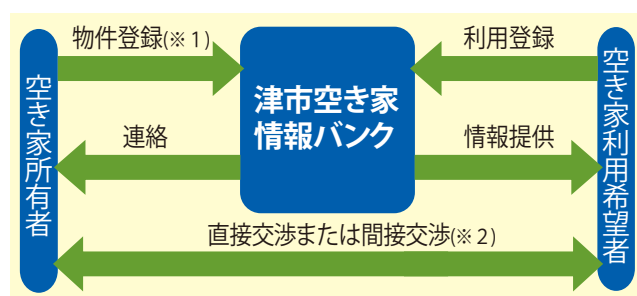 物件登録(※1)
利用登録
空き家所有者
津市空き家
情報バンク
空き家利用希望者
連絡
情報提供
直接交渉または間接交渉(※2)